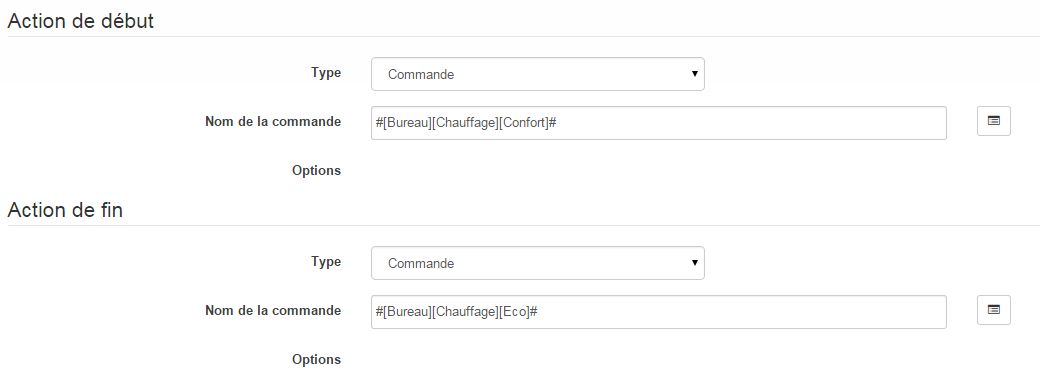 Action de début
Type Commande
Nom de la commande #[Bureau][Chauffage][Confort]#
Options
Action de fin
Type Commande
Nom de la commande #[Bureau][Chauffage][Eco]#
Options